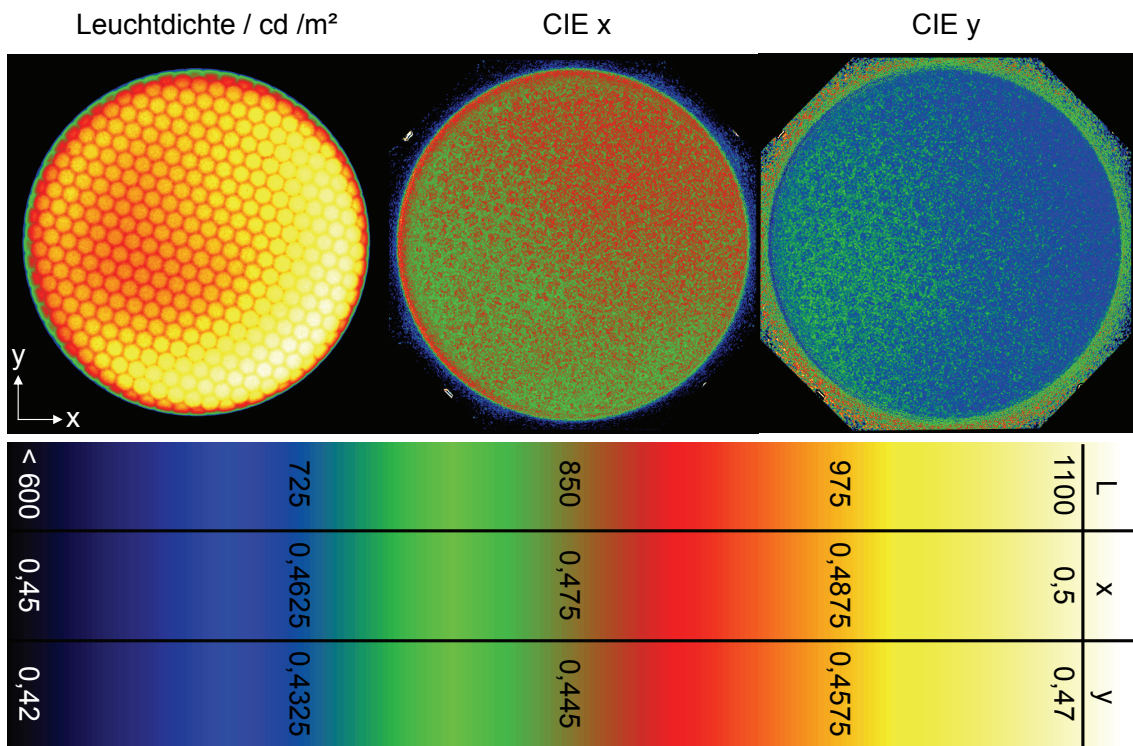 Leuchtdichte / cd /m²
CIE x
CIE y
y
x
< 600
725
850
975
1100
L
0,45
0,4625
0,475
0,4875
0,5
x
0,42
0,4325
0,445
0,4575
0,47
y